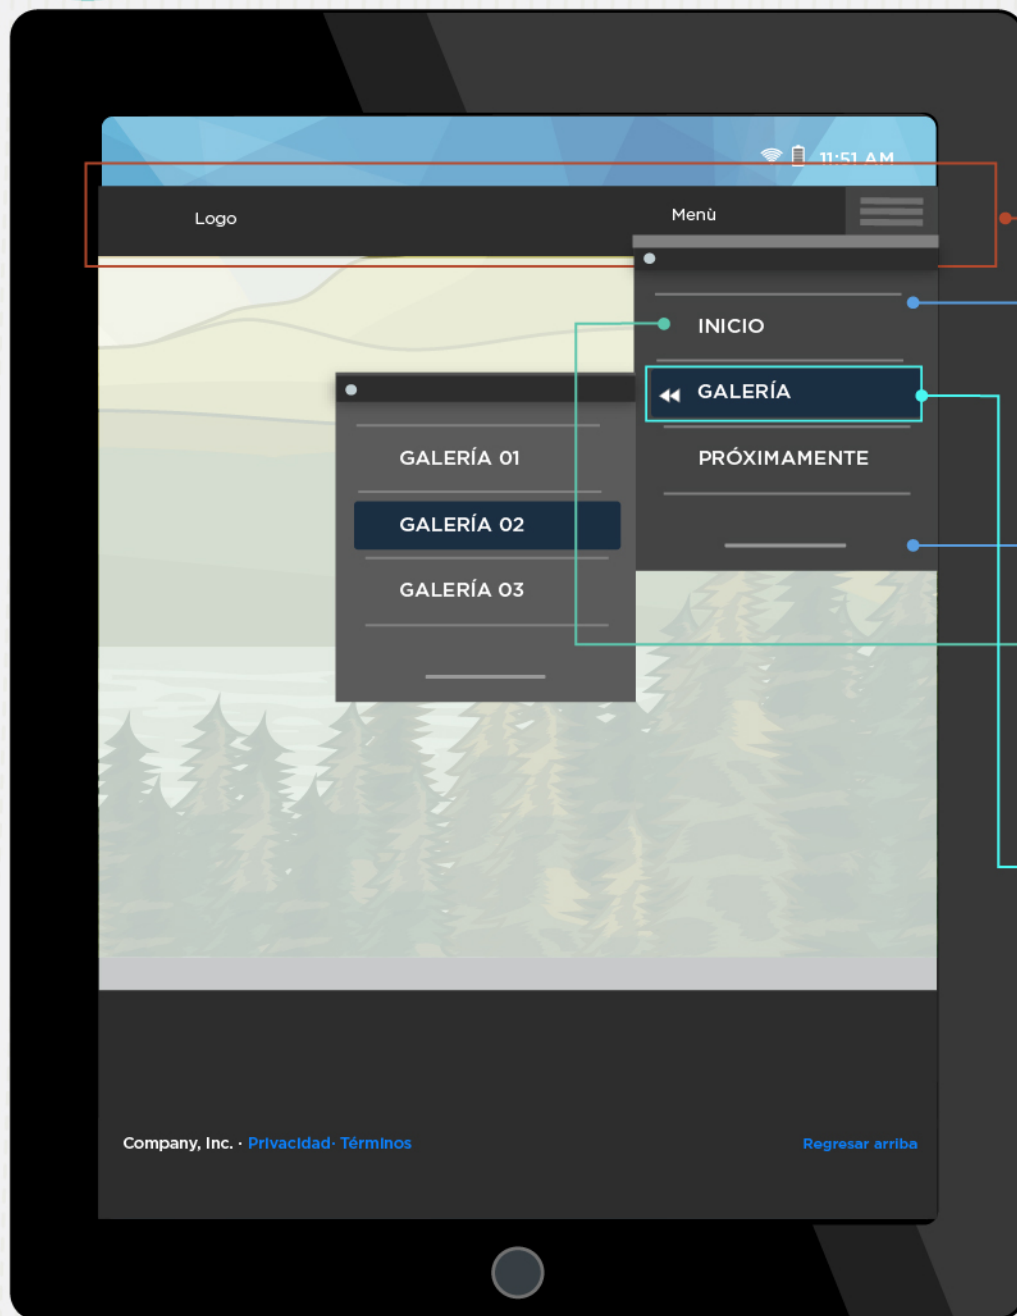 11:51 AM
Logo
Menù
INICIO
GALERÍA
PRÓXIMAMENTE
GALERÍA 01
GALERÍA 02
GALERÍA 03
Company, Inc. · Privacidad· Términos
Regresar arriba